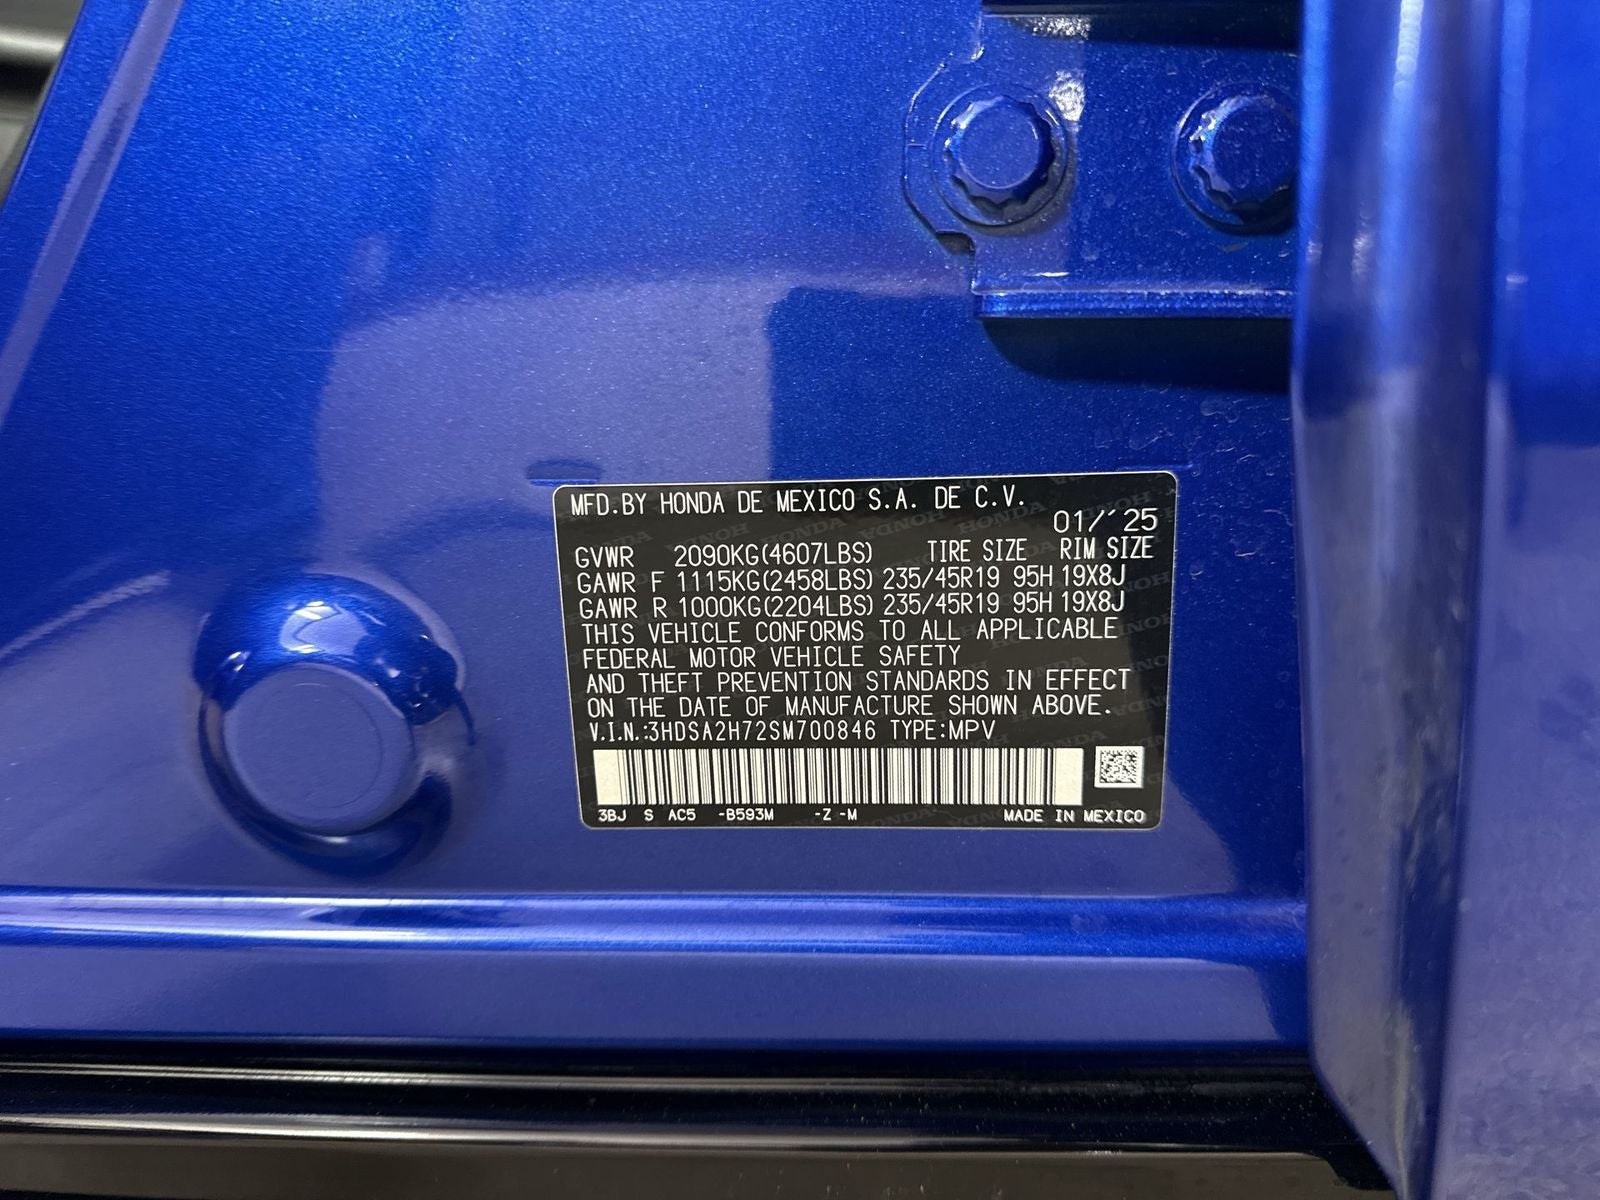 MFD.BY HONDA DE MEXICO S.A. DE C.V.
01/'25
GVWR 2090KG(4607LBS) TIRE SIZE RIM SIZE
GAWR F 1115KG(2458LBS) 235/45R19 95H 19X8J
GAWR R 1000KG(2204LBS) 235/45R19 95H 19X8J
THIS VEHICLE CONFORMS TO ALL APPLICABLE
FEDERAL MOTOR VEHICLE SAFETY
AND THEFT PREVENTION STANDARDS IN EFFECT
ON THE DATE OF MANUFACTURE SHOWN ABOVE.
V.I.N.:3HDSA2H72SM700846 TYPE:MPV
3BJ S AC5 -B593M -Z -M MADE IN MEXICO